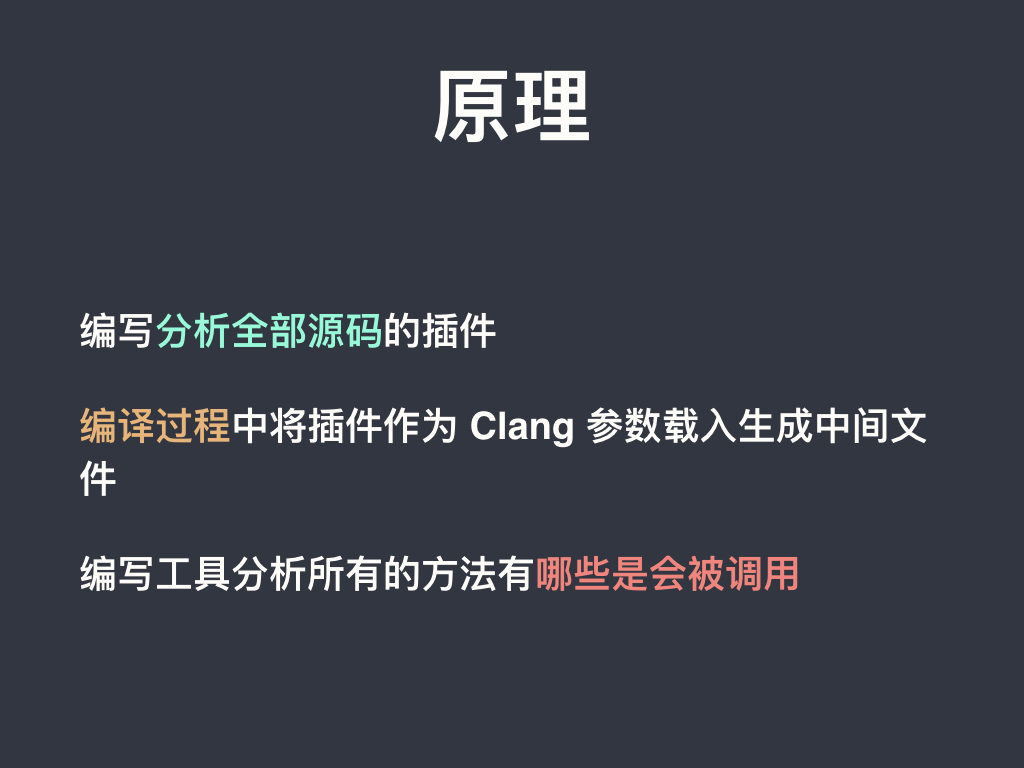 原理
编写分析全部源码的插件
编译过程中将插件作为 Clang 参数载入生成中间文
件
编写工具分析所有的方法有哪些是会被调用